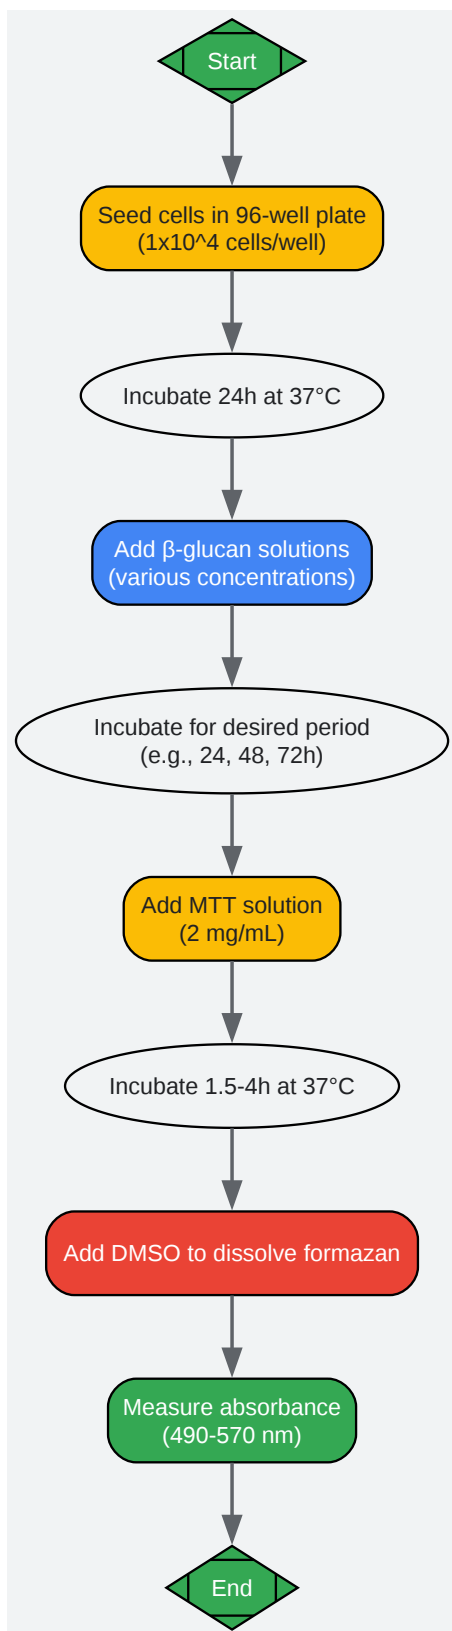 Start
Seed cells in 96-well plate
(1x10^4 cells/well)
Incubate 24h at 37°C
Add β-glucan solutions
(various concentrations)
Incubate for desired period
(e.g., 24, 48, 72h)
Add MTT solution
(2 mg/mL)
Incubate 1.5-4h at 37°C
Add DMSO to dissolve formazan
Measure absorbance
(490-570 nm)
End